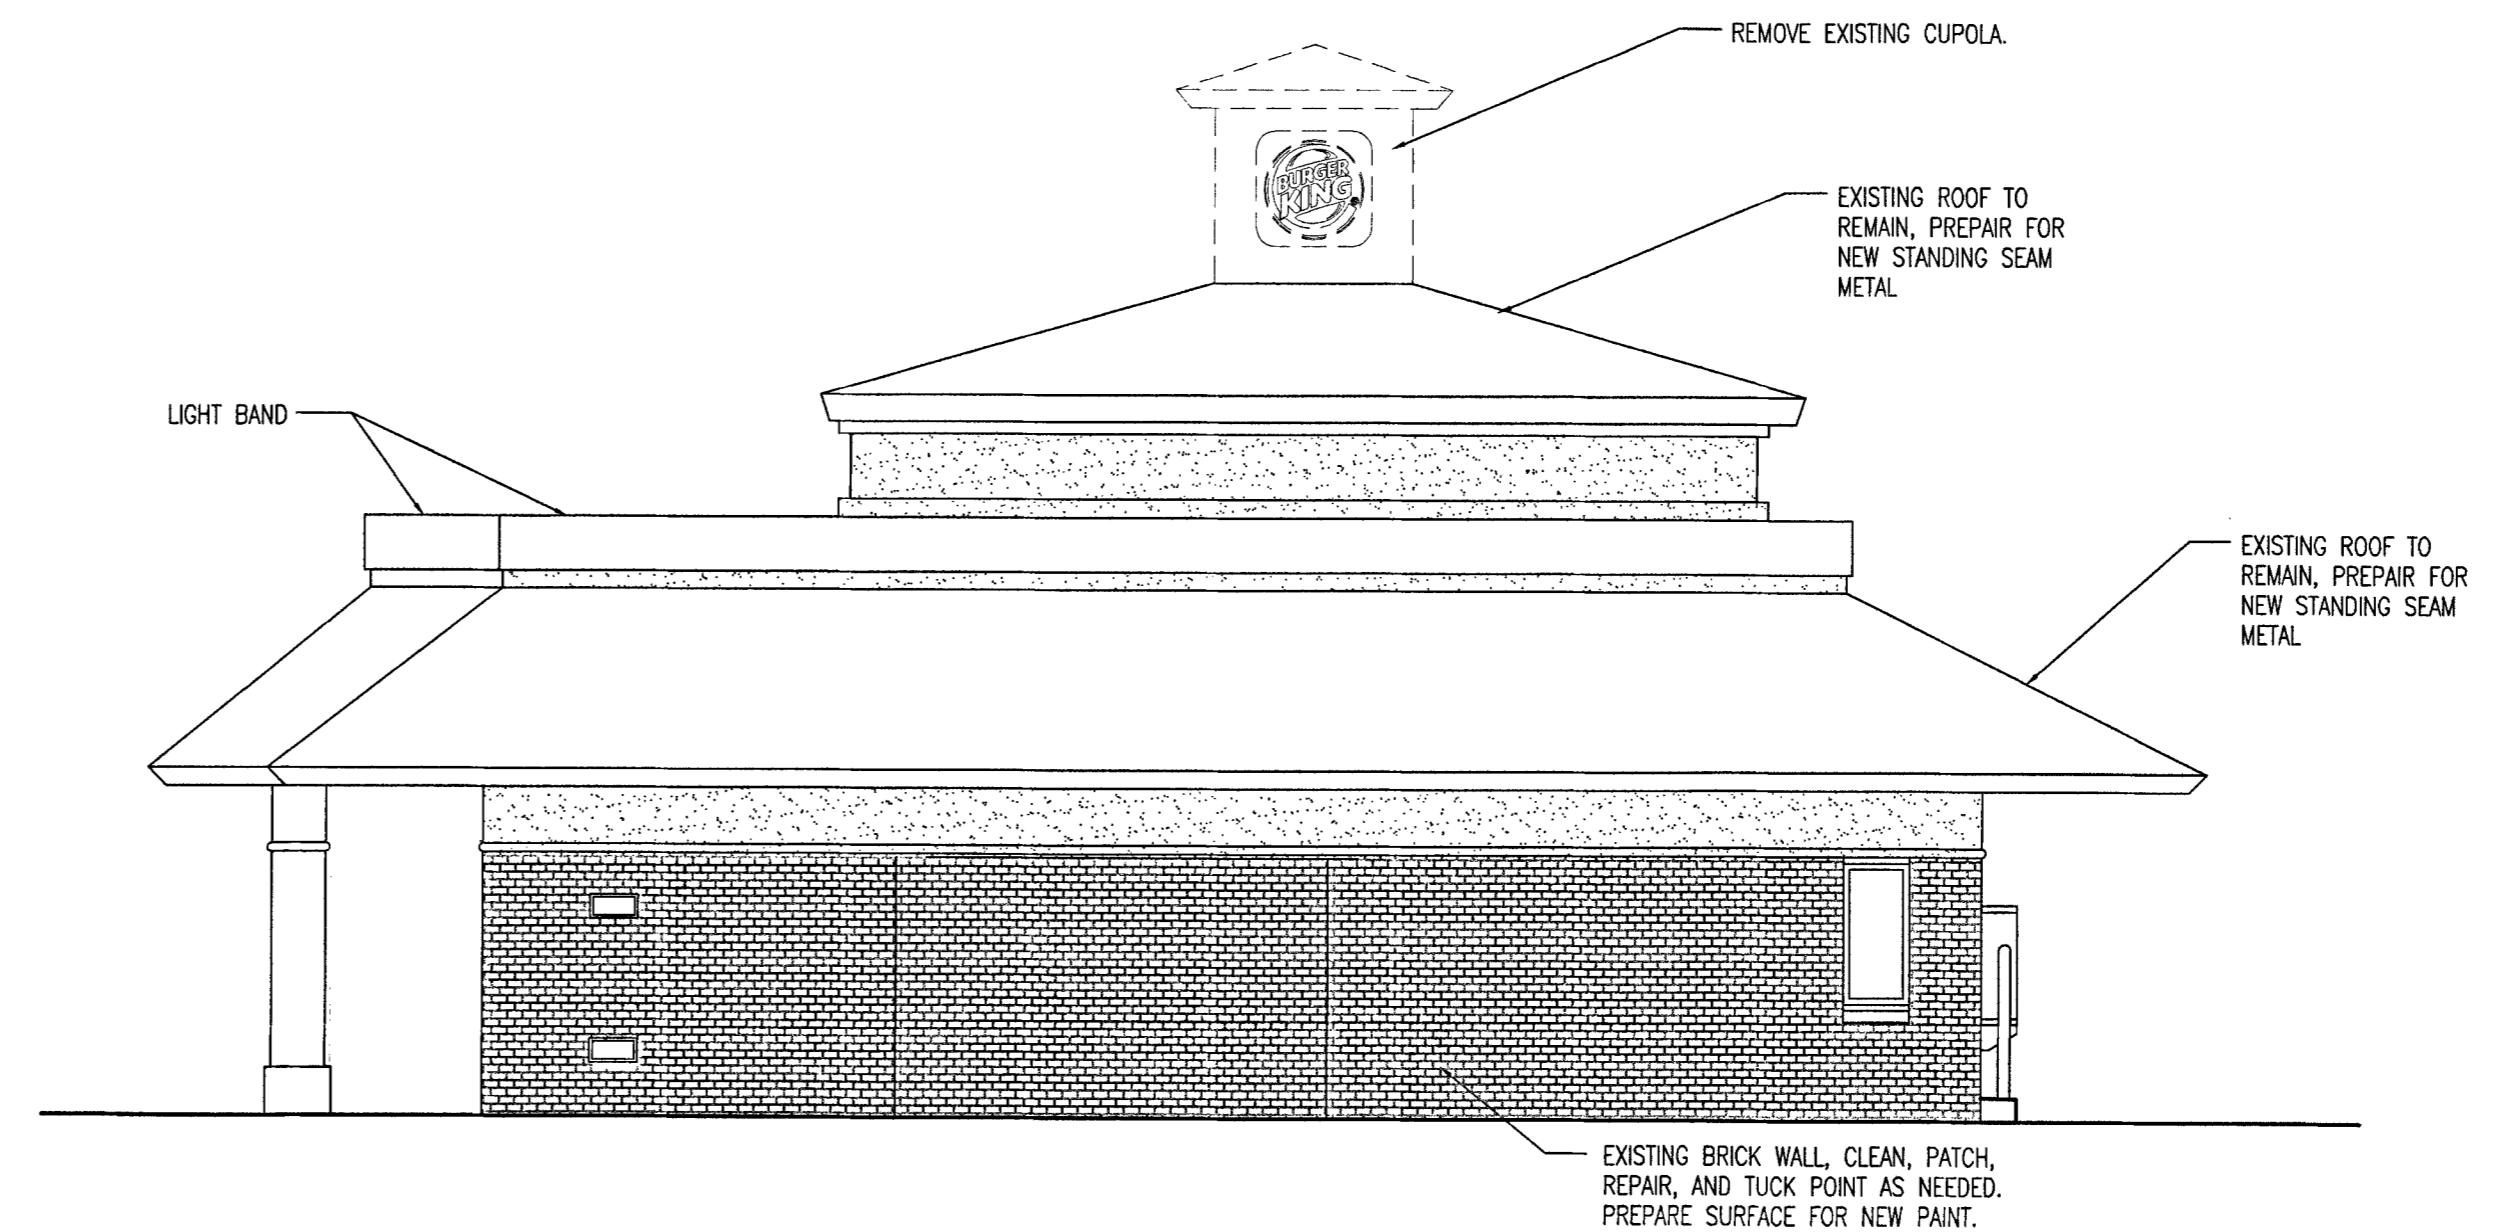 REMOVE EXISTING CUPOLA.
BURGER
KING
EXISTING ROOF TO
REMAIN, PREPAIR FOR
NEW STANDING SEAM
METAL
LIGHT BAND
EXISTING ROOF TO
REMAIN, PREPAIR FOR
NEW STANDING SEAM
METAL
EXISTING BRICK WALL, CLEAN, PATCH,
REPAIR, AND TUCK POINT AS NEEDED.
PREPARE SURFACE FOR NEW PAINT.